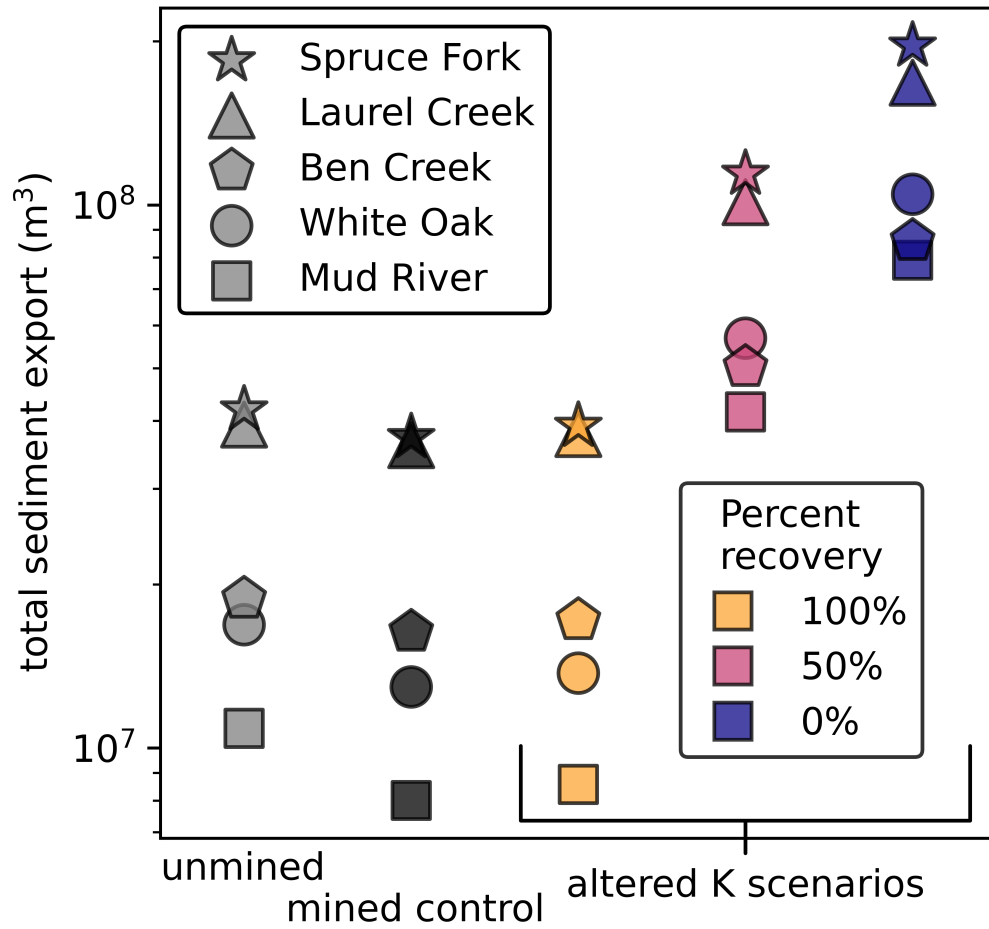 Spruce Fork
Laurel Creek
Ben Creek
White Oak
Mud River
total sediment export (m³)
10⁸
10⁷
Percent
recovery
100%
50%
0%
unmined
mined control
altered K scenarios